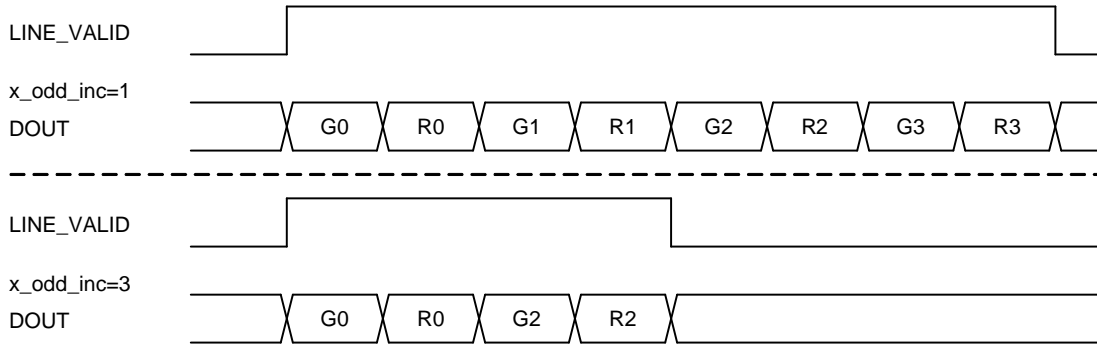 LINE_VALID
x_odd_inc=1
DOUT G0 R0 G1 R1 G2 R2 G3 R3
LINE_VALID
x_odd_inc=3
DOUT G0 R0 G2 R2